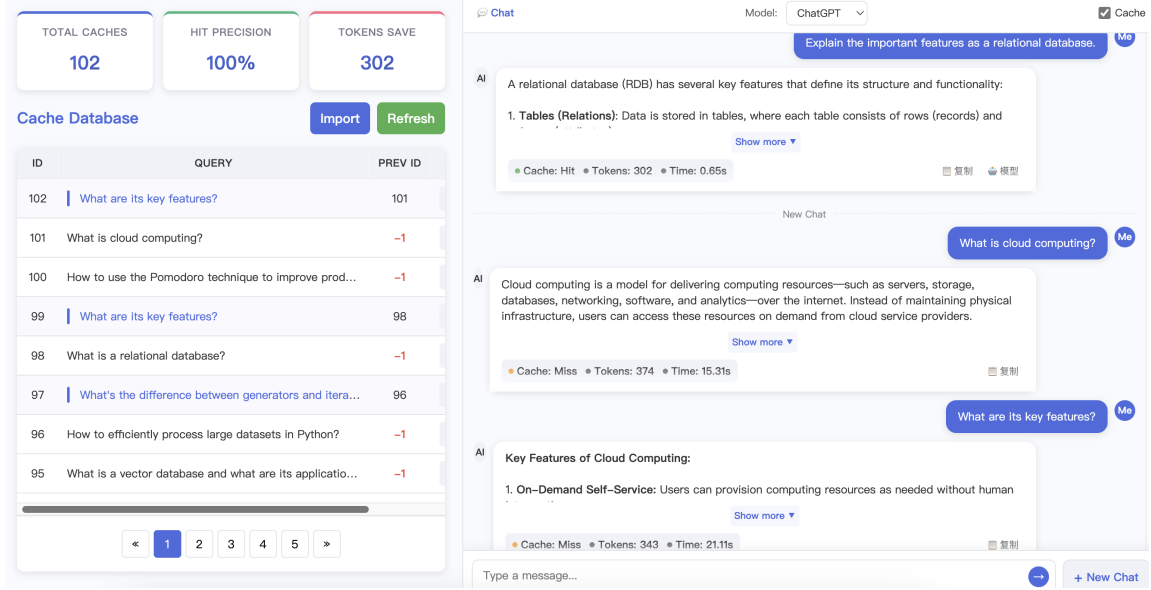 TOTAL CACHES
102
HIT PRECISION
100%
TOKENS SAVE
302
Cache Database
Import
Refresh
ID QUERY PREV ID
102 What are its key features? 101
101 What is cloud computing? -1
100 How to use the Pomodoro technique to improve prod... -1
99 What are its key features? 98
98 What is a relational database? -1
97 What's the difference between generators and itera... 96
96 How to efficiently process large datasets in Python? -1
95 What is a vector database and what are its applicatio... -1
« 1 2 3 4 5 »
Chat
Model: ChatGPT
Cache
Explain the important features as a relational database.
Me
AI
A relational database (RDB) has several key features that define its structure and functionality:
1. Tables (Relations): Data is stored in tables, where each table consists of rows (records) and
Show more ▼
Cache: Hit Tokens: 302 Time: 0.65s
复制 模型
New Chat
What is cloud computing?
Me
AI
Cloud computing is a model for delivering computing resources—such as servers, storage,
databases, networking, software, and analytics—over the internet. Instead of maintaining physical
infrastructure, users can access these resources on demand from cloud service providers.
Show more ▼
Cache: Miss Tokens: 374 Time: 15.31s
复制
What are its key features?
Me
AI
Key Features of Cloud Computing:
1. On-Demand Self-Service: Users can provision computing resources as needed without human
Show more ▼
Cache: Miss Tokens: 343 Time: 21.11s
复制
Type a message...
→
+ New Chat